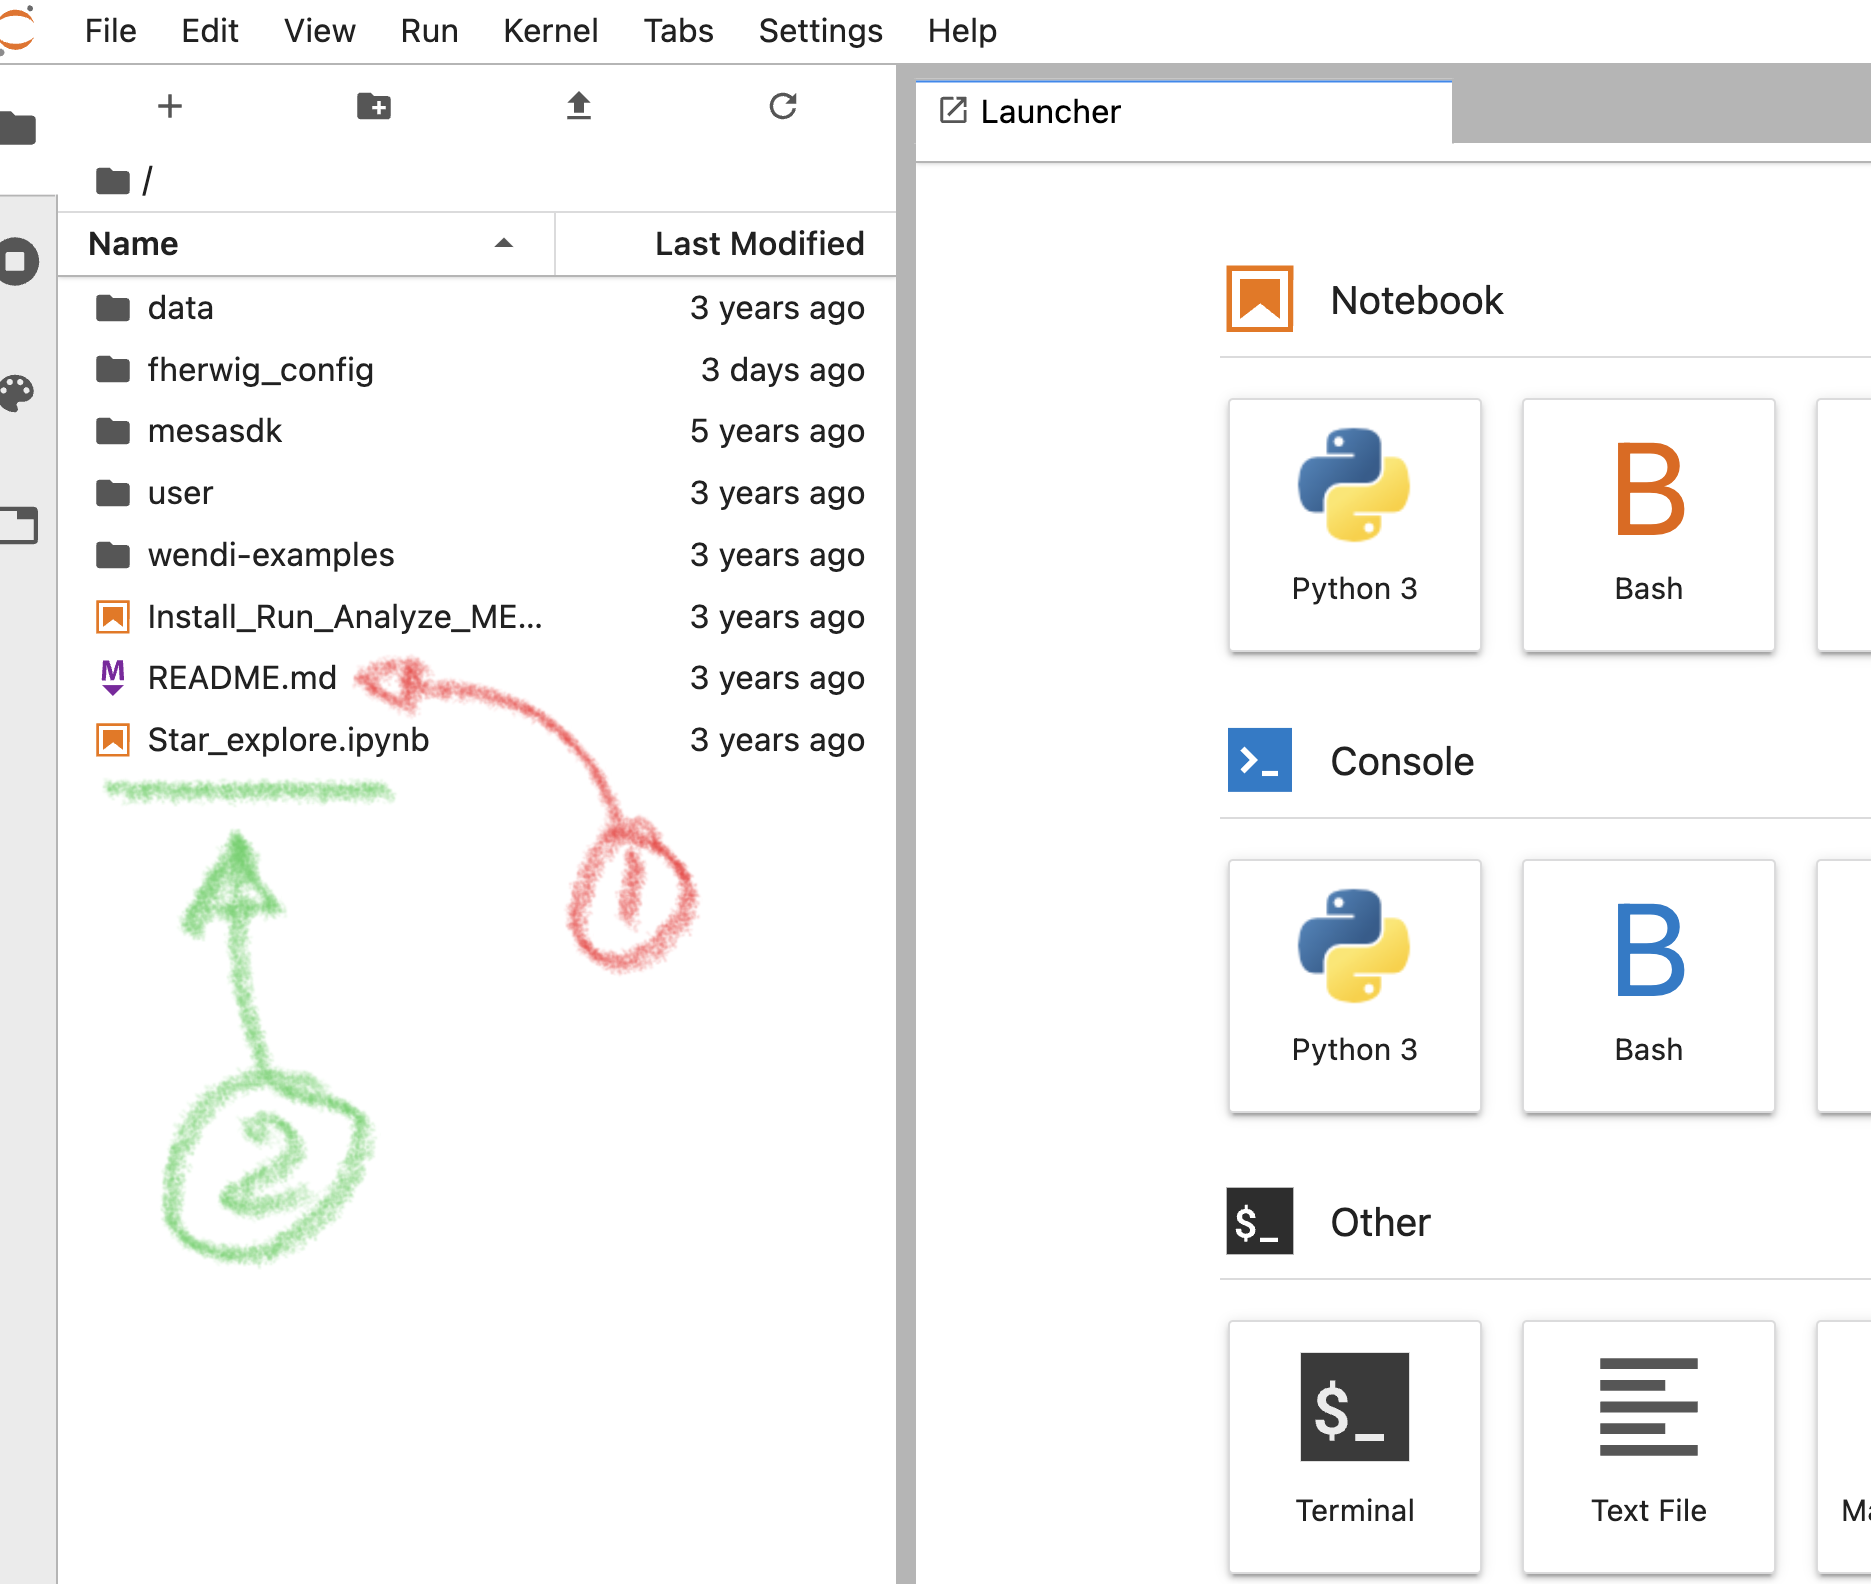 File Edit View Run Kernel Tabs Settings Help
Launcher
/
Name Last Modified
data 3 years ago
fherwig_config 3 days ago
mesasdk 5 years ago
user 3 years ago
wendi-examples 3 years ago
Install_Run_Analyze_ME... 3 years ago
README.md 3 years ago
Star_explore.ipynb 3 years ago
1
2
Notebook
Python 3 Bash
Console
Python 3 Bash
$_ Other
$_
Terminal Text File